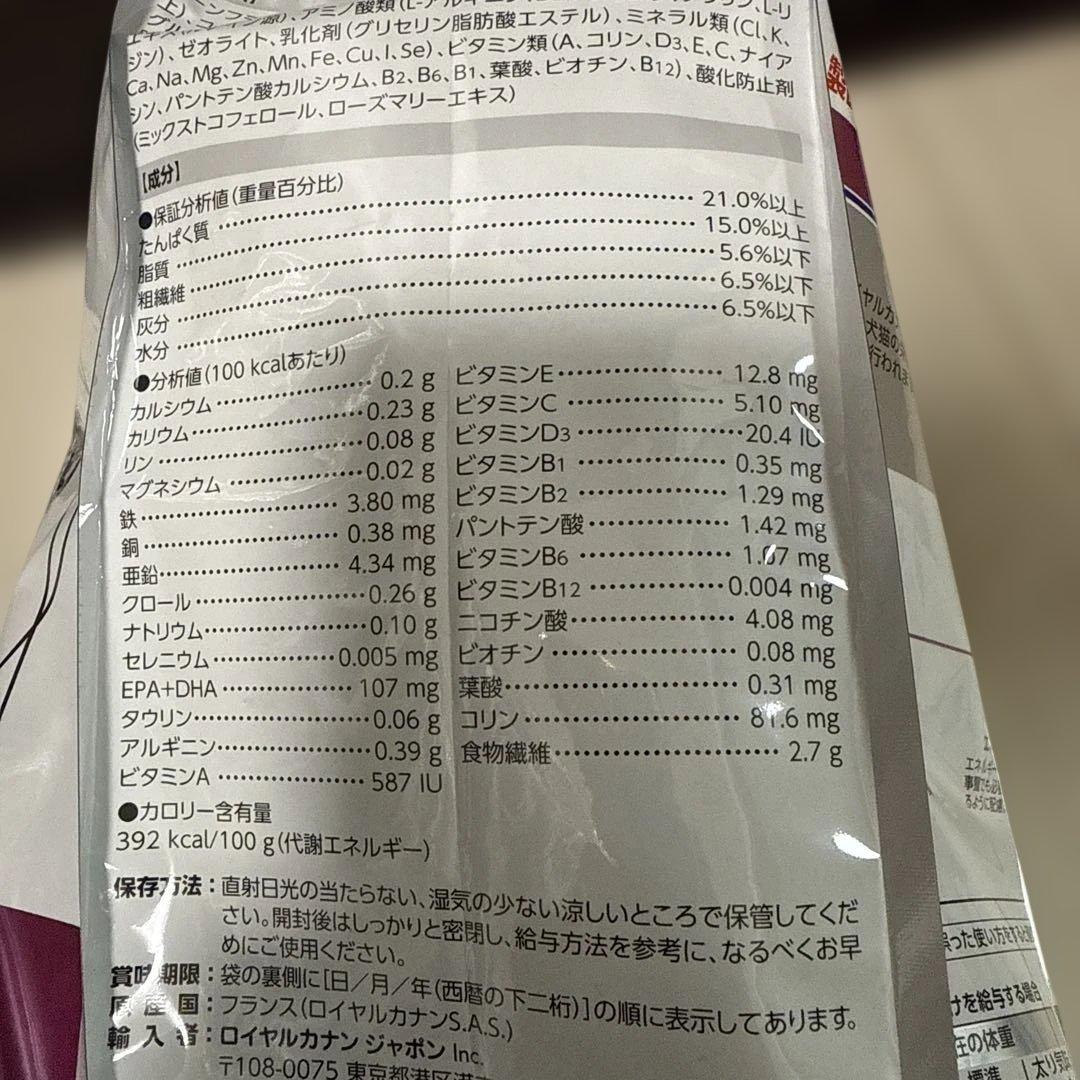 ジン)、ゼオライト、乳化剤(グリセリン脂肪酸エステル)、ミネラル類(Cl、K、
Ca、Na、Mg、Zn、Mn、Fe、Cu、I、Se)、ビタミン類(A、コリン、D3、E、C、ナイア
シン、パントテン酸カルシウム、B2、B6、B1、葉酸、ビオチン、B12)、酸化防止剤
(ミックストコフェロール、ローズマリーエキス)
【成分】
●保証分析値(重量百分比)
たんぱく質 21.0%以上
脂質 15.0%以上
粗繊維 5.6%以下
灰分 6.5%以下
水分 6.5%以下
●分析値(100 kcalあたり)
カルシウム 0.2 g
カリウム 0.23 g
リン 0.08 g
マグネシウム 0.02 g
鉄 3.80 mg
銅 0.38 mg
亜鉛 4.34 mg
クロール 0.26 g
ナトリウム 0.10 g
セレニウム 0.005 mg
EPA+DHA 107 mg
タウリン 0.06 g
アルギニン 0.39 g
ビタミンA 587 IU
ビタミンE 12.8 mg
ビタミンC 5.10 mg
ビタミンD3 20.4 IU
ビタミンB1 0.35 mg
ビタミンB2 1.29 mg
パントテン酸 1.42 mg
ビタミンB6 1.07 mg
ビタミンB12 0.004 mg
ニコチン酸 4.08 mg
ビオチン 0.08 mg
葉酸 0.31 mg
コリン 81.6 mg
食物繊維 2.7 g
●カロリー含有量
392 kcal/100 g(代謝エネルギー)
保存方法：直射日光の当たらない、湿気の少ない涼しいところで保管してくだ
さい。開封後はしっかりと密閉し、給与方法を参考に、なるべくお早
めにご使用ください。
賞味期限：袋の裏側に[日／月／年(西暦の下二桁)]の順に表示してあります。
原産国：フランス(ロイヤルカナンS.A.S.)
輸入者：ロイヤルカナン ジャポン Inc.
〒108-0075 東京都港区港